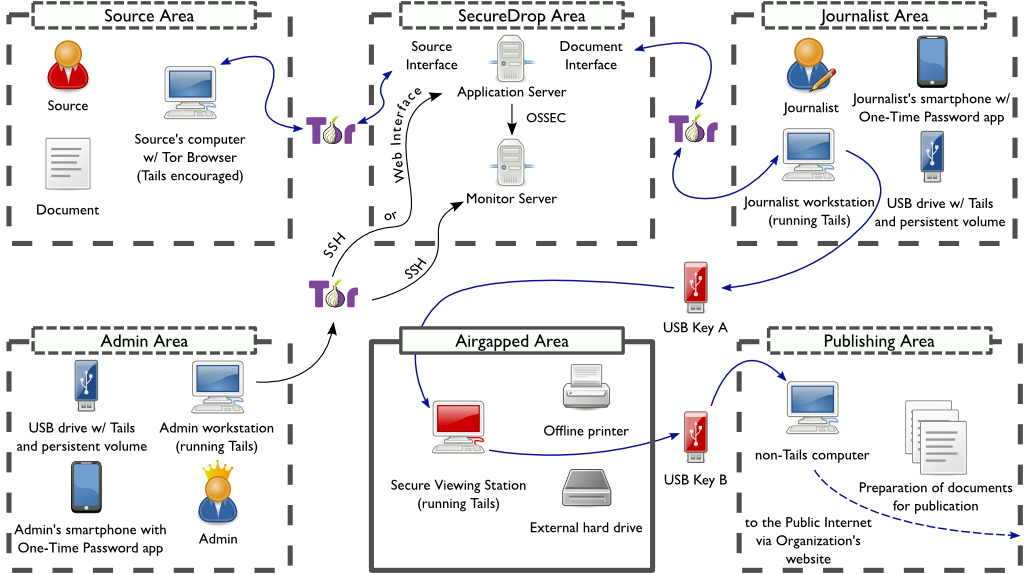 Source Area
Source
Source's computer
w/ Tor Browser
(Tails encouraged)
Document
Tor
SecureDrop Area
Source
Interface
Document
Interface
Application Server
OSSEC
Monitor Server
Web Interface
or
SSH
SSH
Tor
Tor
Journalist Area
Journalist
Journalist's smartphone w/
One-Time Password app
Journalist workstation
(running Tails)
USB drive w/ Tails
and persistent volume
USB Key A
Admin Area
USB drive w/ Tails
and persistent volume
Admin workstation
(running Tails)
Admin's smartphone with
One-Time Password app
Admin
Airgapped Area
Offline printer
Secure Viewing Station
(running Tails)
External hard drive
USB Key B
Publishing Area
non-Tails computer
Preparation of documents
for publication
to the Public Internet
via Organization's
website